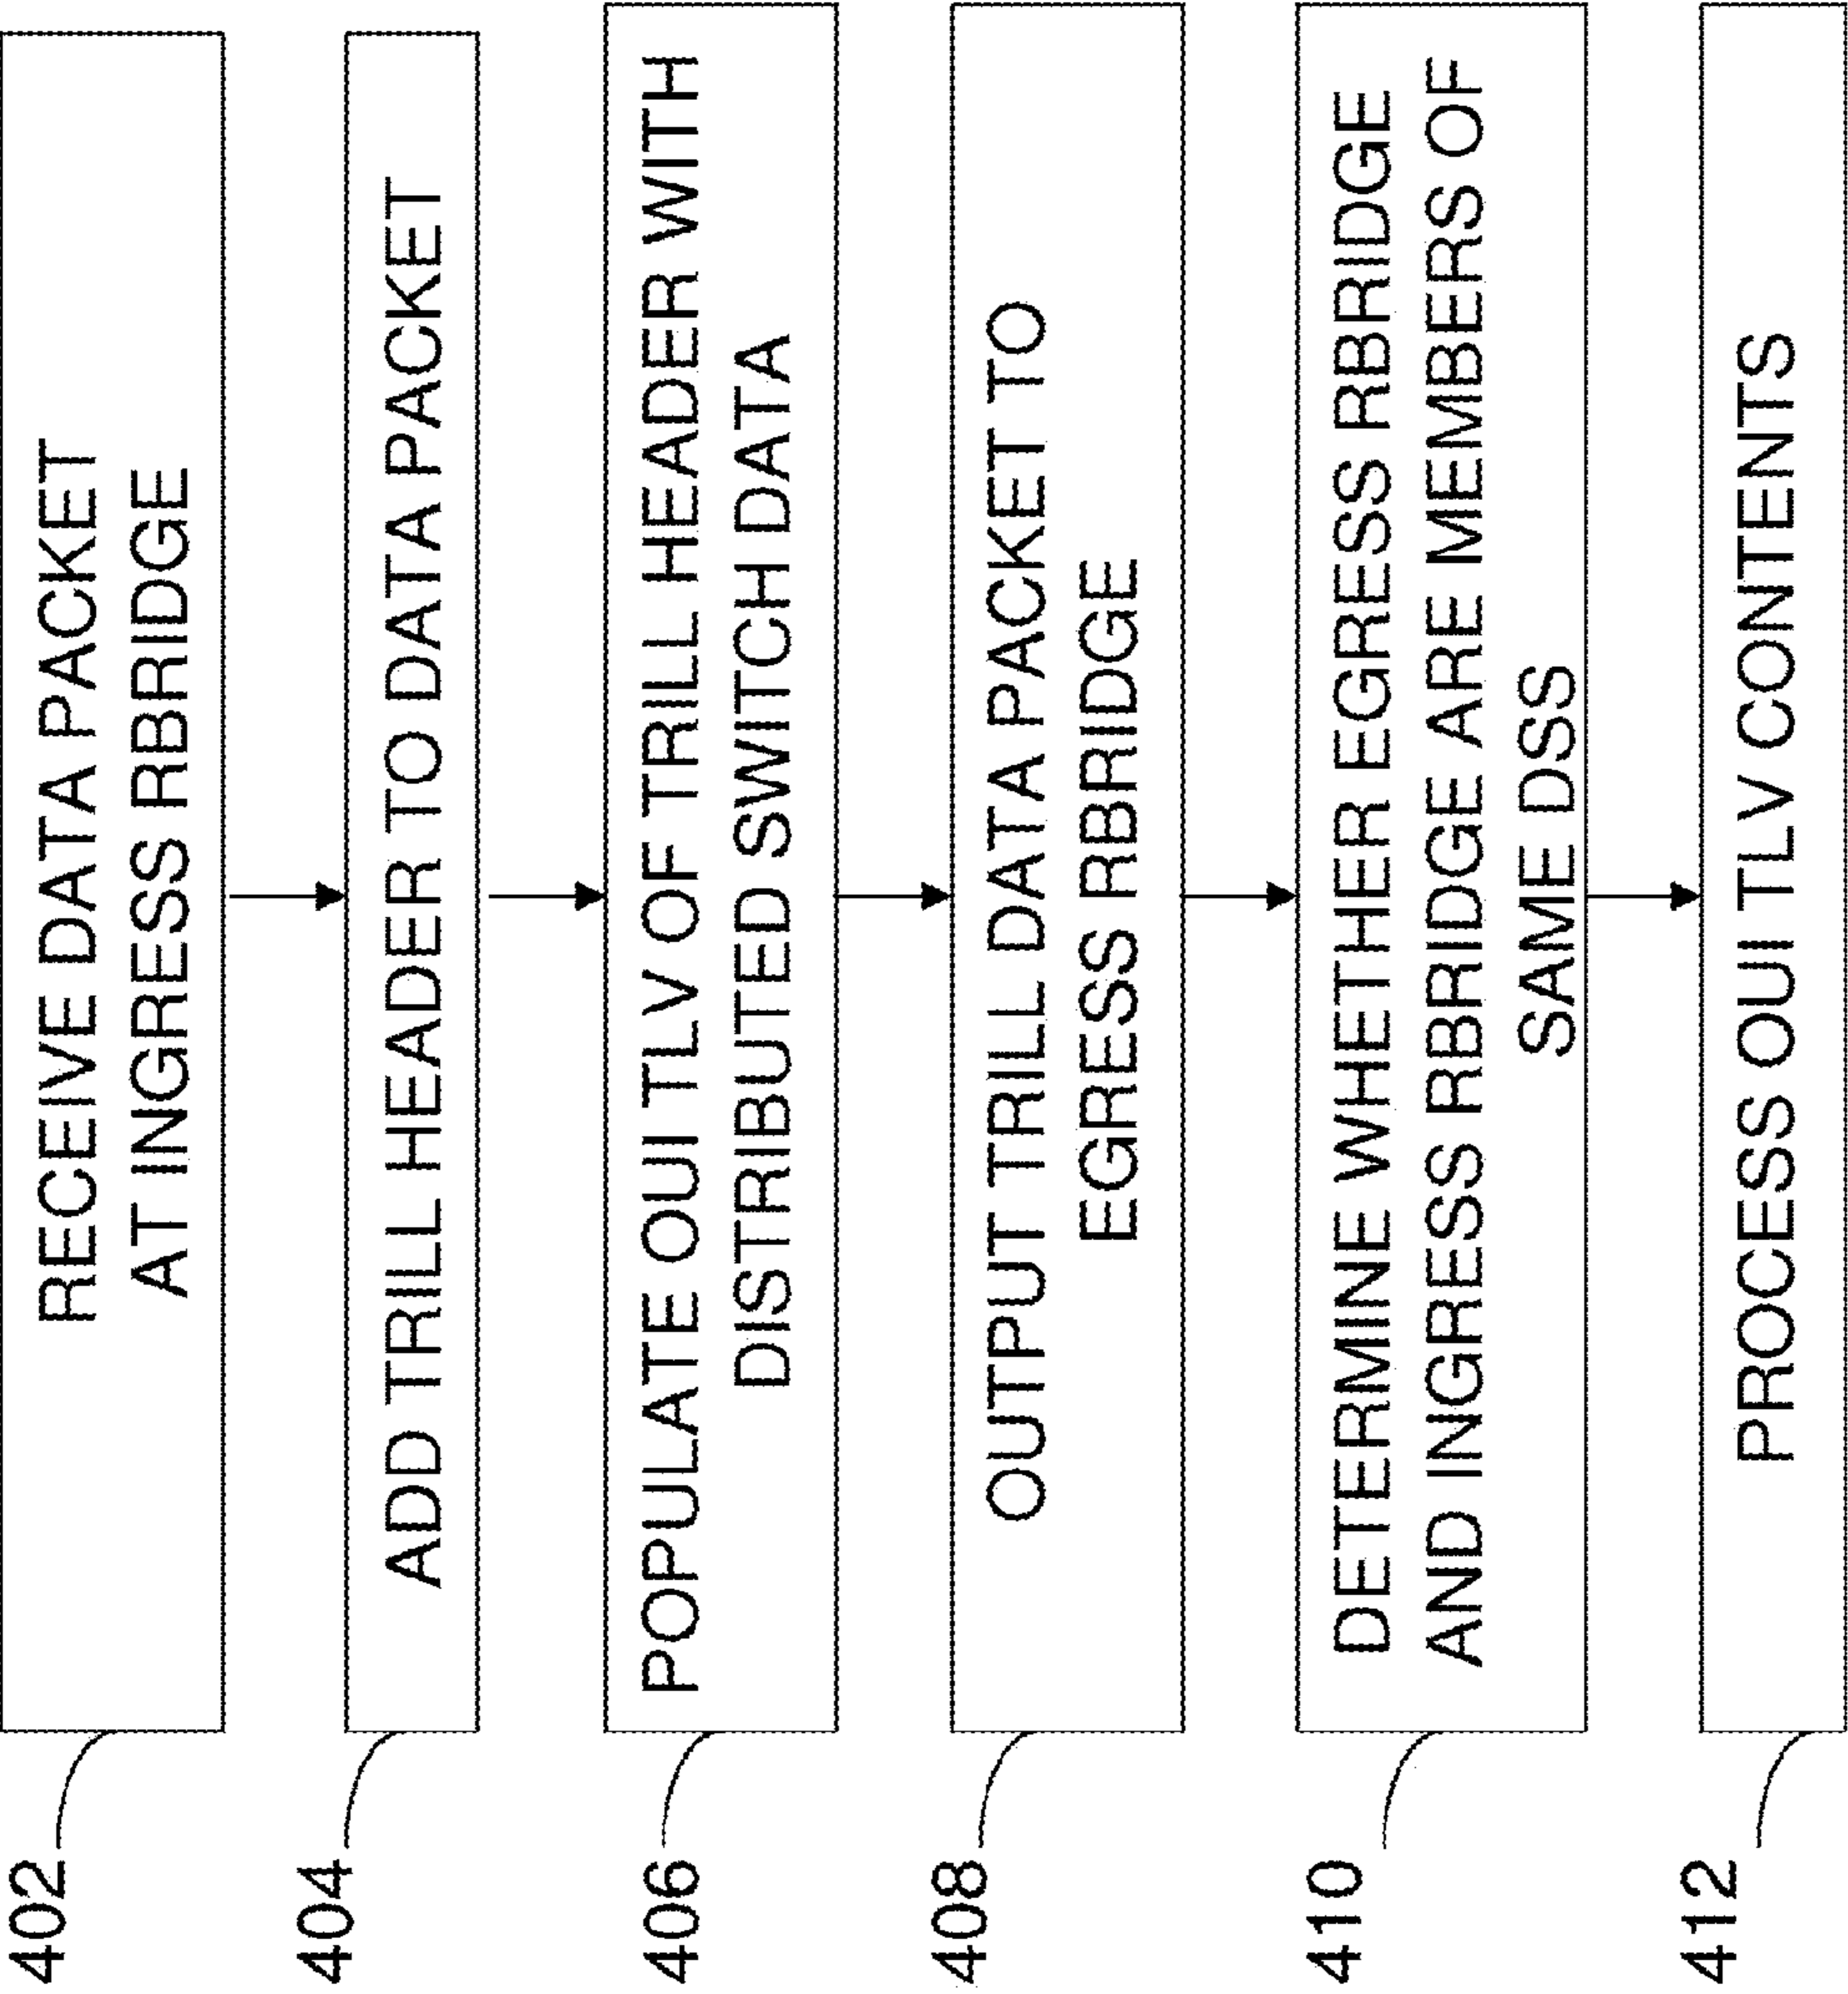 402
RECEIVE DATA PACKET
AT INGRESS RBRIDGE
404
ADD TRILL HEADER TO DATA PACKET
406
POPULATE OUI TLV OF TRILL HEADER WITH
DISTRIBUTED SWITCH DATA
408
OUTPUT TRILL DATA PACKET TO
EGRESS RBRIDGE
410
DETERMINE WHETHER EGRESS RBRIDGE
AND INGRESS RBRIDGE ARE MEMBERS OF
SAME DSS
412
PROCESS OUI TLV CONTENTS